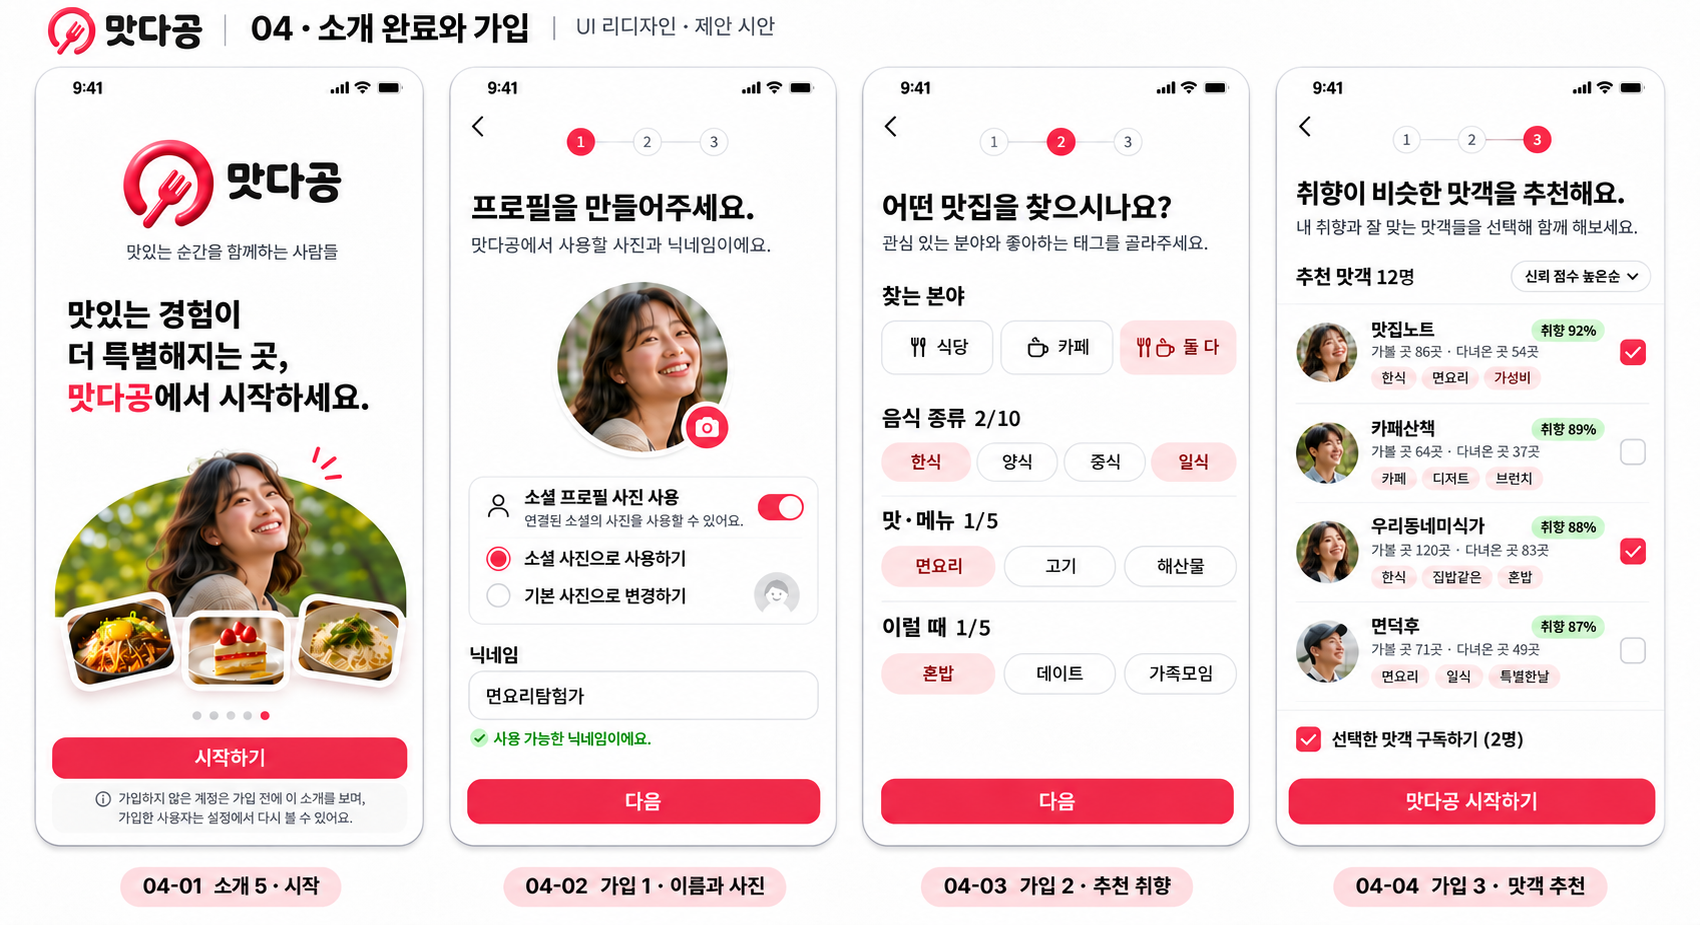 맛다공
04 · 소개 완료와 가입
UI 리디자인 · 제안 시안
9:41
맛다공
맛있는 순간을 함께하는 사람들
맛있는 경험이
더 특별해지는 곳,
맛다공에서 시작하세요.
시작하기
가입하지 않은 계정은 가입 전에 이 소개를 보며,
가입한 사용자는 설정에서 다시 볼 수 있어요.
04-01 소개 5 · 시작
9:41
1 2 3
프로필을 만들어주세요.
맛다공에서 사용할 사진과 닉네임이에요.
소셜 프로필 사진 사용
연결된 소셜의 사진을 사용할 수 있어요.
소셜 사진으로 사용하기
기본 사진으로 변경하기
닉네임
면요리탐험가
사용 가능한 닉네임이에요.
다음
04-02 가입 1 · 이름과 사진
9:41
1 2 3
어떤 맛집을 찾으시나요?
관심 있는 분야와 좋아하는 태그를 골라주세요.
찾는 본야
식당 카페 둘 다
음식 종류 2/10
한식 양식 중식 일식
맛·메뉴 1/5
면요리 고기 해산물
이럴 때 1/5
혼밥 데이트 가족모임
다음
04-03 가입 2 · 추천 취향
9:41
1 2 3
취향이 비슷한 맛객을 추천해요.
내 취향과 잘 맞는 맛객들을 선택해 함께 해보세요.
추천 맛객 12명
신뢰 점수 높은순
맛집노트 취향 92%
가볼 곳 86곳 · 다녀온 곳 54곳
한식 면요리 가성비
카페산책 취향 89%
가볼 곳 64곳 · 다녀온 곳 37곳
카페 디저트 브런치
우리동네미식가 취향 88%
가볼 곳 120곳 · 다녀온 곳 83곳
한식 집밥같은 혼밥
면덕후 취향 87%
가볼 곳 71곳 · 다녀온 곳 49곳
면요리 일식 특별한날
선택한 맛객 구독하기 (2명)
맛다공 시작하기
04-04 가입 3 · 맛객 추천